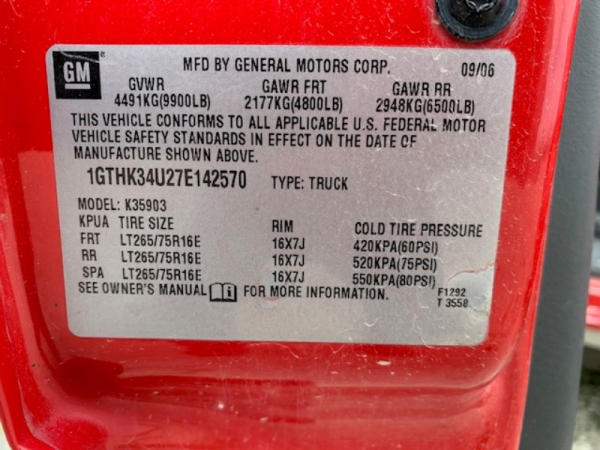 GM ®
MFD BY GENERAL MOTORS CORP. 09/06
GVWR GAWR FRT GAWR RR
4491KG(9900LB) 2177KG(4800LB) 2948KG(6500LB)
THIS VEHICLE CONFORMS TO ALL APPLICABLE U.S. FEDERAL MOTOR
VEHICLE SAFETY STANDARDS IN EFFECT ON THE DATE OF
MANUFACTURE SHOWN ABOVE.
1GTHK34U27E142570 TYPE: TRUCK
MODEL: K35903
KPUA TIRE SIZE RIM COLD TIRE PRESSURE
FRT LT265/75R16E 16X7J 420KPA(60PSI)
RR LT265/75R16E 16X7J 520KPA(75PSI)
SPA LT265/75R16E 16X7J 550KPA(80PSI)
SEE OWNER'S MANUAL FOR MORE INFORMATION.
F1292
T 3558